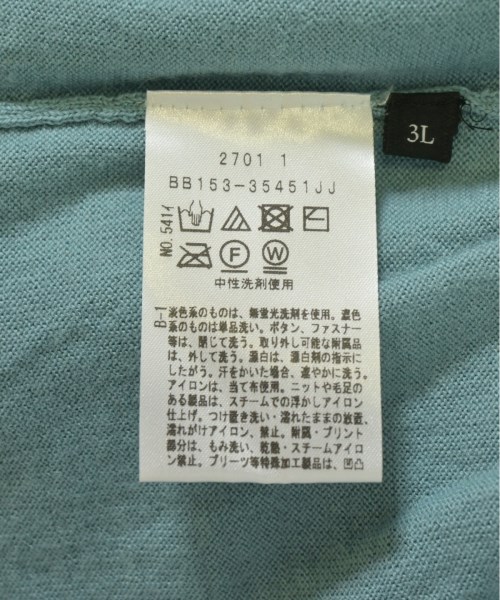 3L
2701 1
BB153-35451JJ
NO.541イ
F
W
中性洗剤使用
B-1
淡色系のものは、無蛍光洗剤を使用。濃色
系のものは単品洗い。ボタン、ファスナー
等は、閉じて洗う。取り外し可能な附属品
は、外して洗う。漂白は、漂白剤の指示に
したがう。汗をかいた場合、速やかに洗う。
アイロンは、当て布使用。ニットや毛足の
ある製品は、スチームでの浮かしアイロン
仕上げ。つけ置き洗い・濡れたままの放置、
濡れがけアイロン、禁止。附属・プリント
部分は、もみ洗い、乾熱・スチームアイロ
ン禁止。プリーツ等特殊加工製品は、